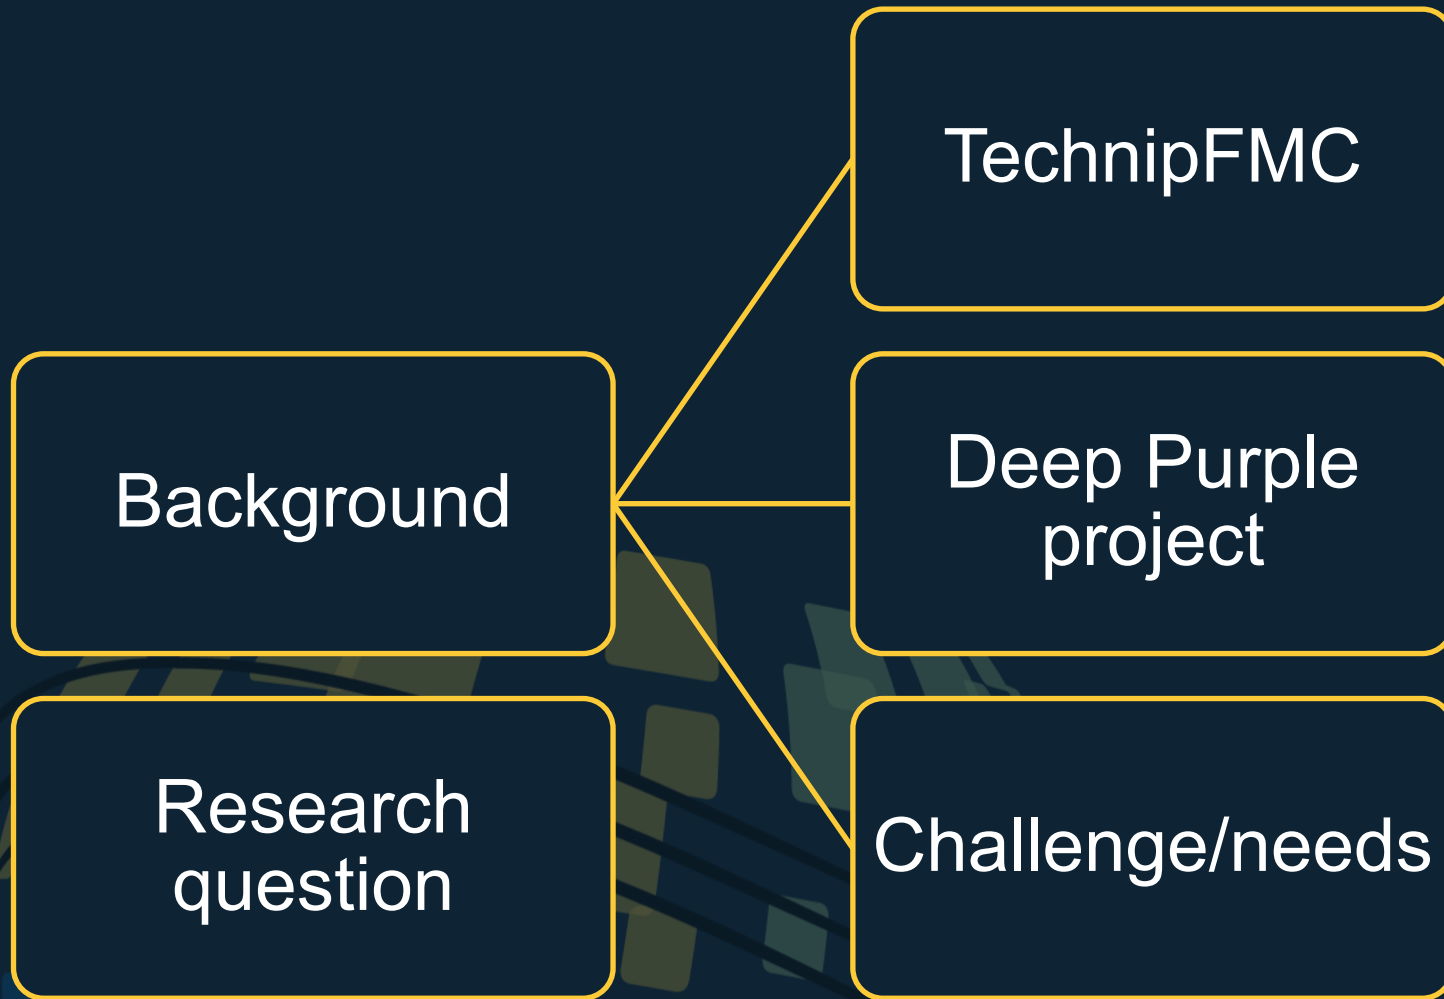 Background
TechnipFMC
Deep Purple
project
Challenge/needs
Research
question